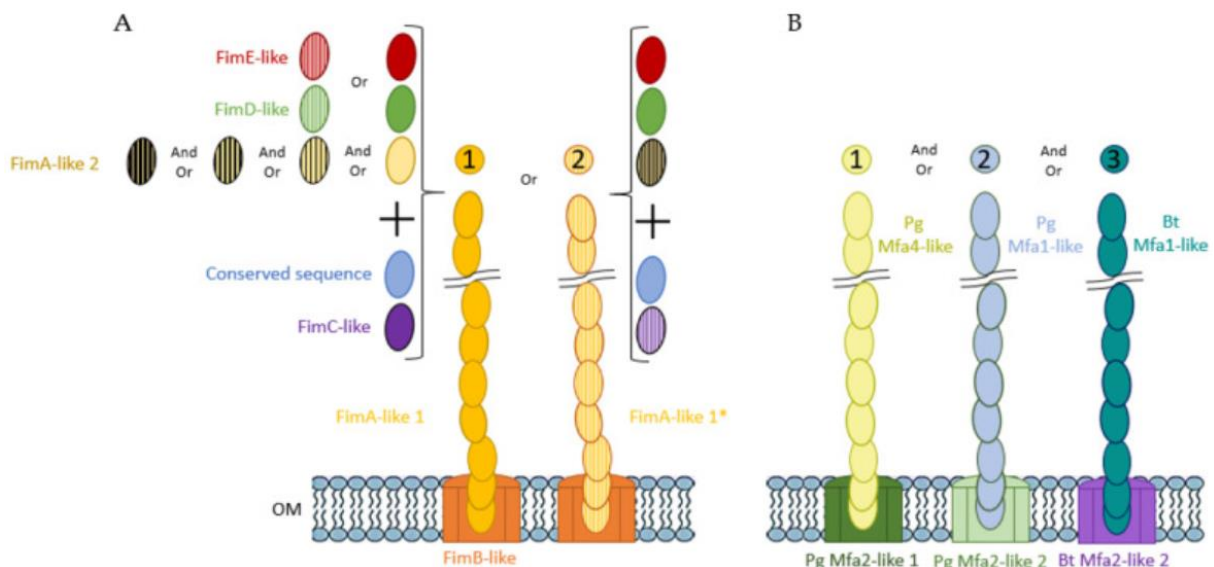 A
B
FimE-like
Or
FimD-like
FimA-like 2
And
Or
And
Or
And
Or
1
Or
2
1
And
Or
2
And
Or
3
Pg
Mfa4-like
Pg
Mfa1-like
Bt
Mfa1-like
+
+
Conserved sequence
FimC-like
FimA-like 1
FimA-like 1*
OM
FimB-like
Pg Mfa2-like 1
Pg Mfa2-like 2
Bt Mfa2-like 2